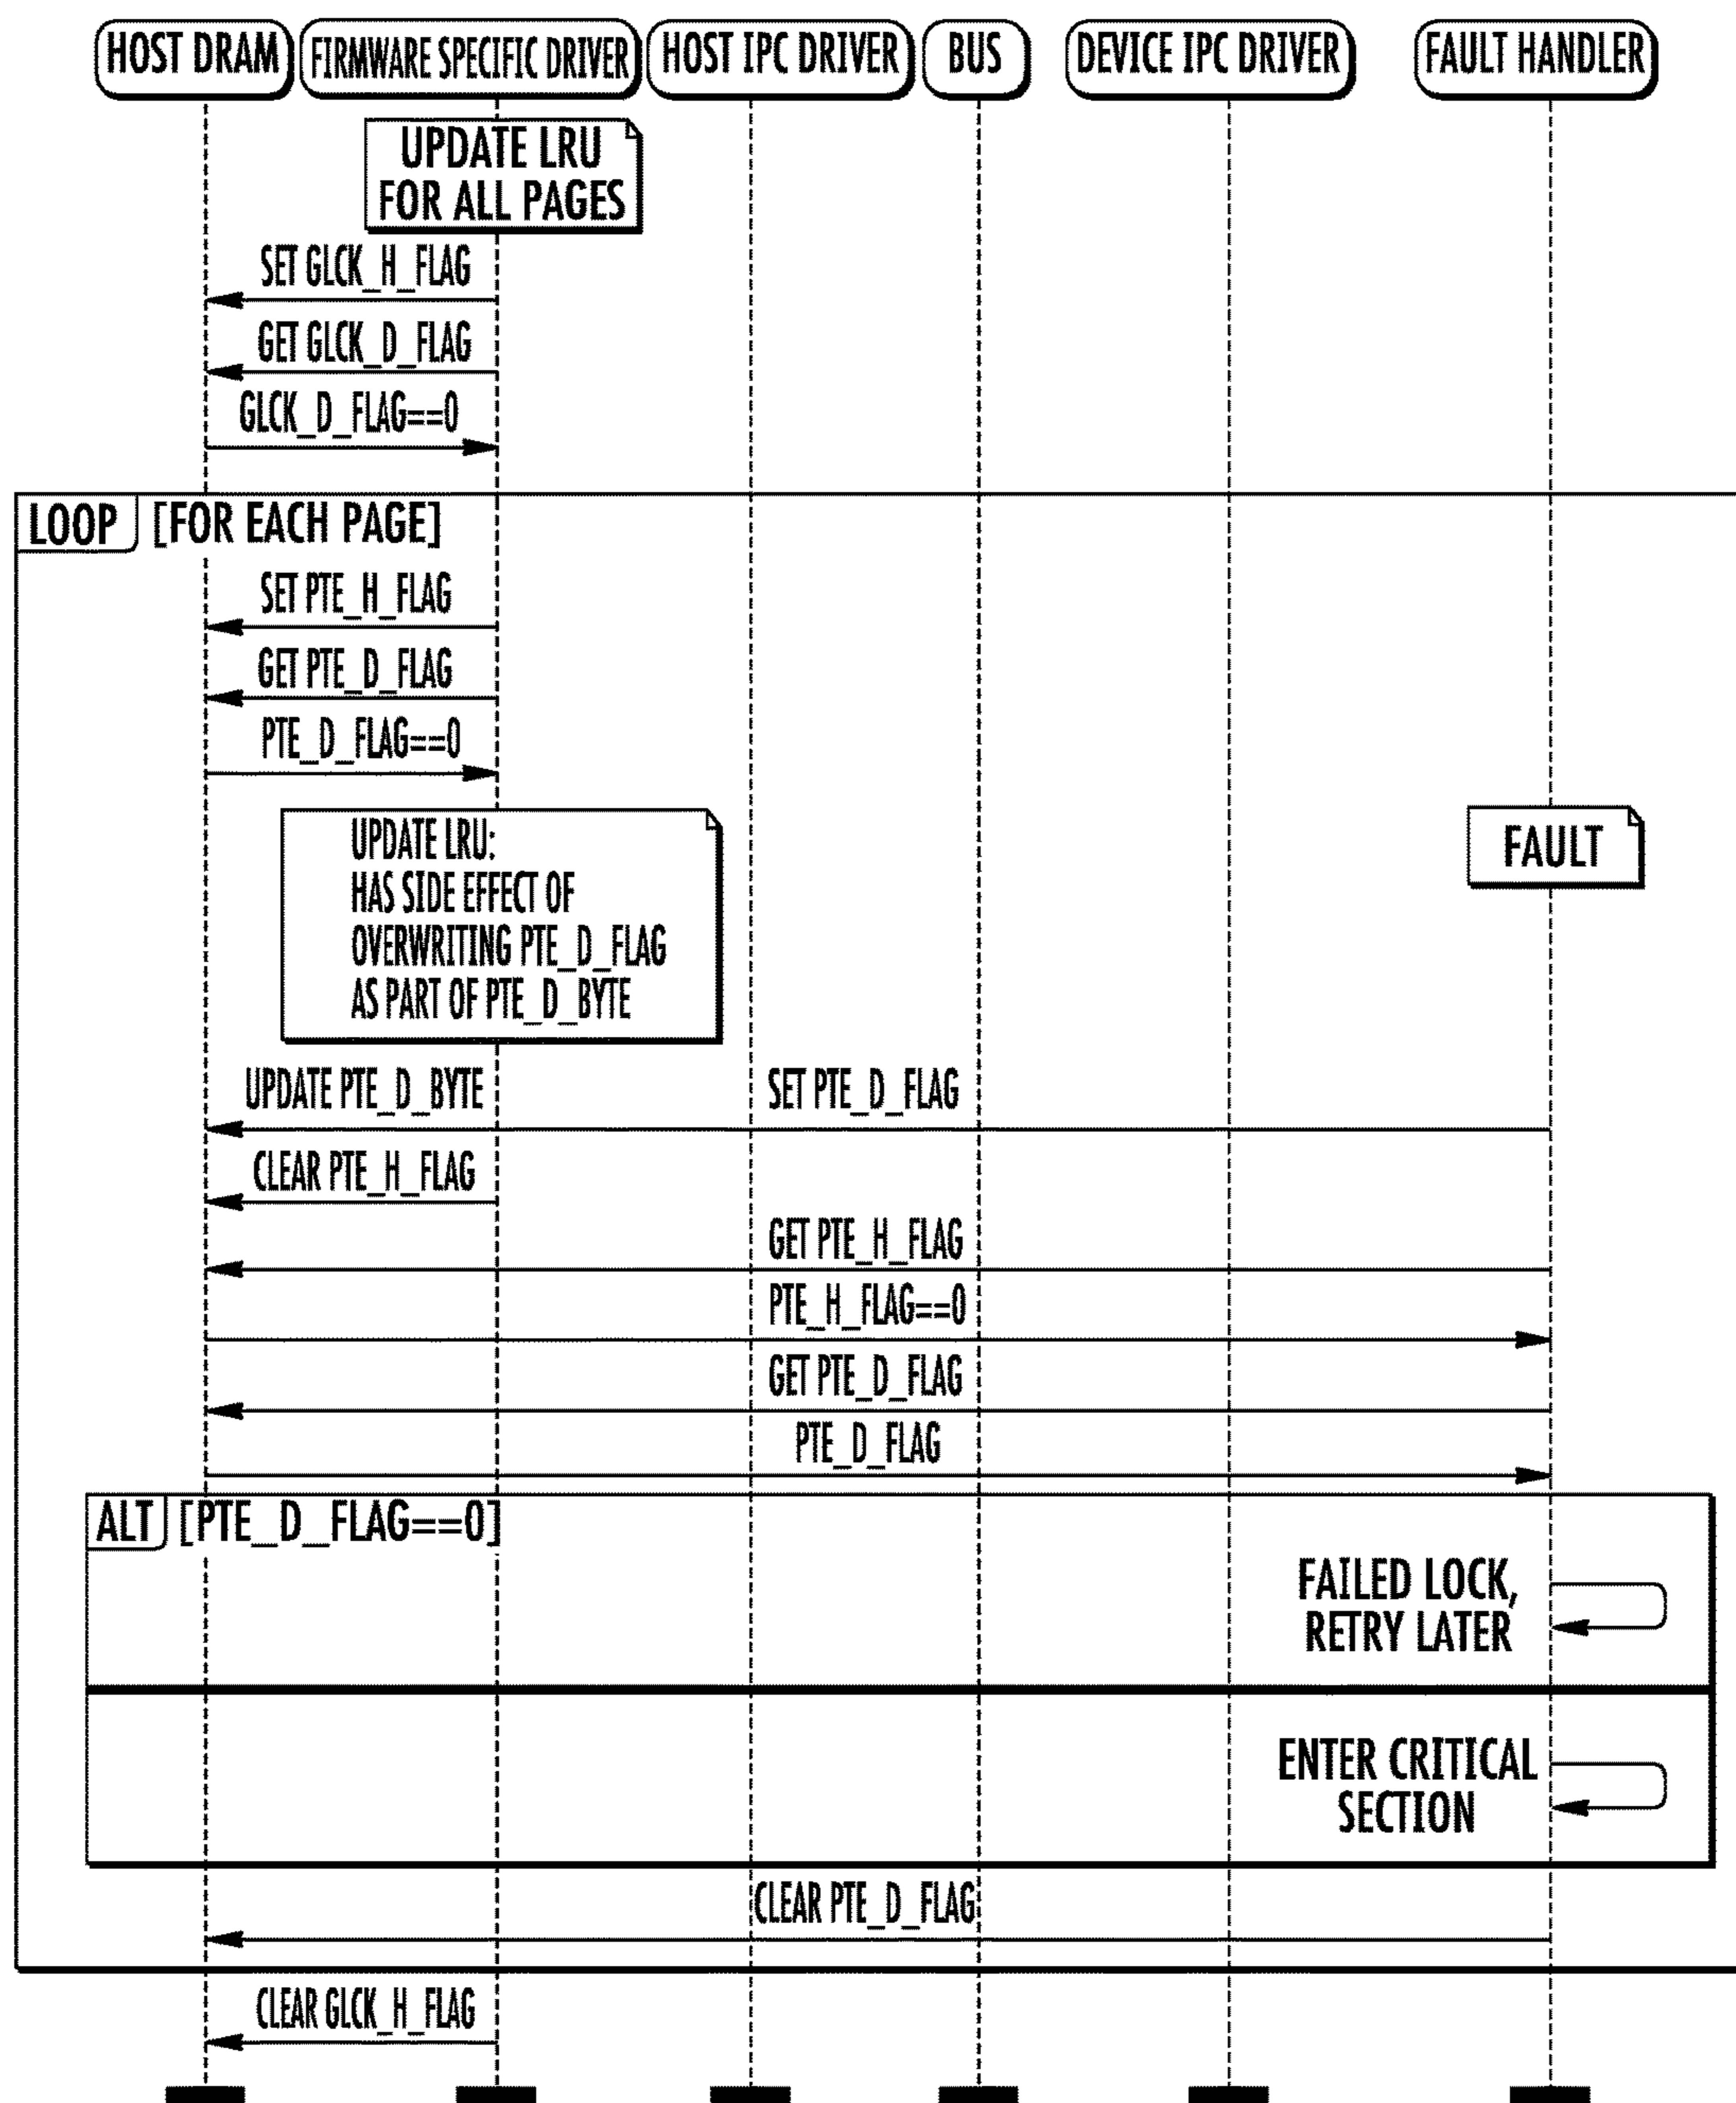 HOST DRAM
FIRMWARE SPECIFIC DRIVER
HOST IPC DRIVER
BUS
DEVICE IPC DRIVER
FAULT HANDLER
UPDATE LRU
FOR ALL PAGES
SET GLCK_H_FLAG
GET GLCK_D_FLAG
GLCK_D_FLAG==0
LOOP [FOR EACH PAGE]
SET PTE_H_FLAG
GET PTE_D_FLAG
PTE_D_FLAG==0
UPDATE LRU:
HAS SIDE EFFECT OF
OVERWRITING PTE_D_FLAG
AS PART OF PTE_D_BYTE
FAULT
UPDATE PTE_D_BYTE
SET PTE_D_FLAG
CLEAR PTE_H_FLAG
GET PTE_H_FLAG
PTE_H_FLAG==0
GET PTE_D_FLAG
PTE_D_FLAG
ALT [PTE_D_FLAG==0]
FAILED LOCK,
RETRY LATER
ENTER CRITICAL
SECTION
CLEAR PTE_D_FLAG
CLEAR GLCK_H_FLAG